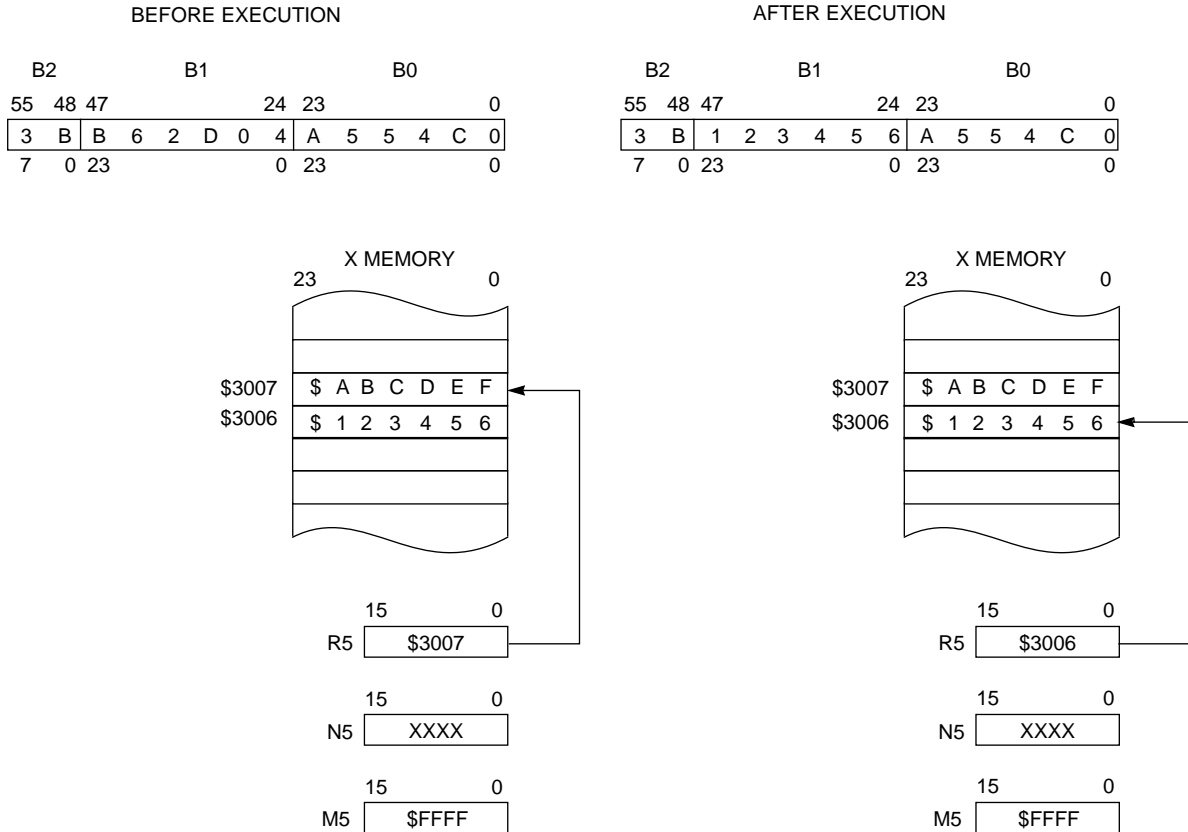 BEFORE EXECUTION
B2 B1 B0
55 48 47 24 23 0
3 B B 6 2 D 0 4 A 5 5 4 C 0
7 0 23 0 23 0
X MEMORY
23 0
$3007 $ A B C D E F
$3006 $ 1 2 3 4 5 6
15 0
R5 $3007
15 0
N5 XXXX
15 0
M5 $FFFF
AFTER EXECUTION
B2 B1 B0
55 48 47 24 23 0
3 B 1 2 3 4 5 6 A 5 5 4 C 0
7 0 23 0 23 0
X MEMORY
23 0
$3007 $ A B C D E F
$3006 $ 1 2 3 4 5 6
15 0
R5 $3006
15 0
N5 XXXX
15 0
M5 $FFFF